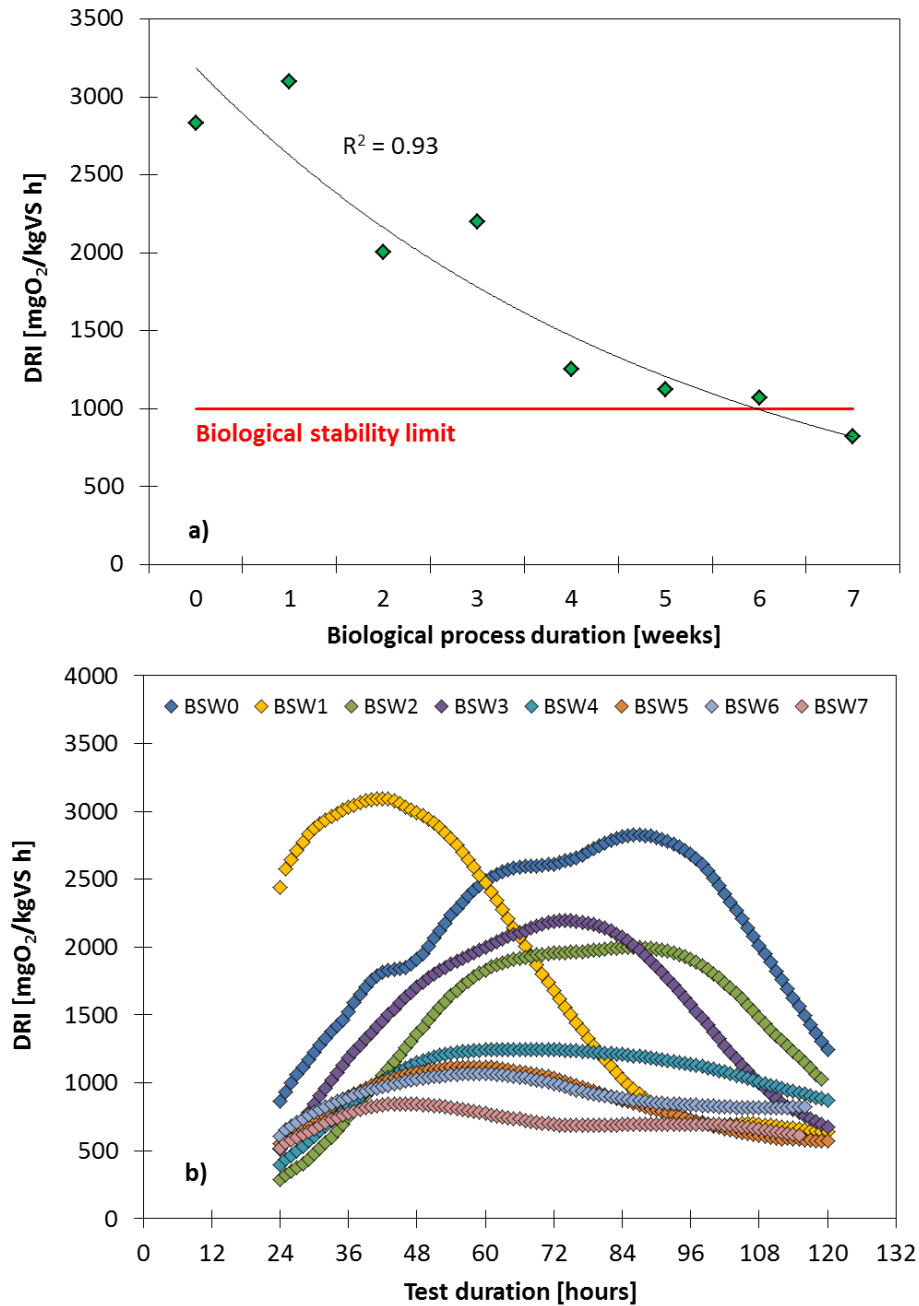 3500
3000
2500
2000
1500
1000
500
0
DRI [mgO₂/kgVS h]
R² = 0.93
Biological stability limit
a)
0 1 2 3 4 5 6 7
Biological process duration [weeks]
4000
3500
3000
2500
2000
1500
1000
500
0
DRI [mgO₂/kgVS h]
BSW0 BSW1 BSW2 BSW3 BSW4 BSW5 BSW6 BSW7
b)
0 12 24 36 48 60 72 84 96 108 120 132
Test duration [hours]